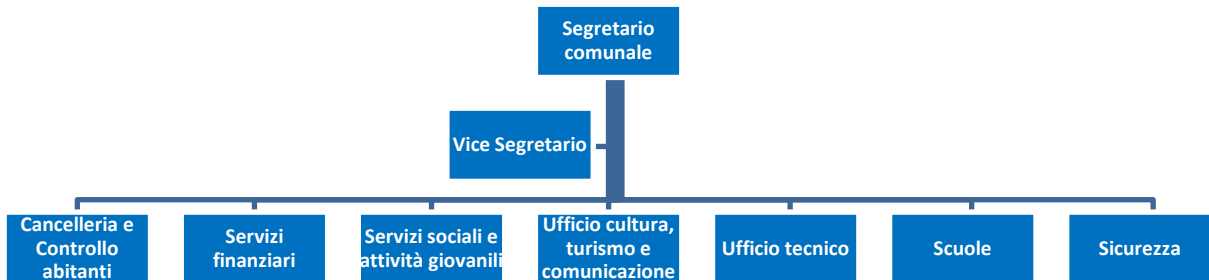 Segretario
comunale
Vice Segretario
Cancelleria e
Controllo
abitanti
Servizi
finanziari
Servizi sociali e
attività giovanili
Ufficio cultura,
turismo e
comunicazione
Ufficio tecnico
Scuole
Sicurezza